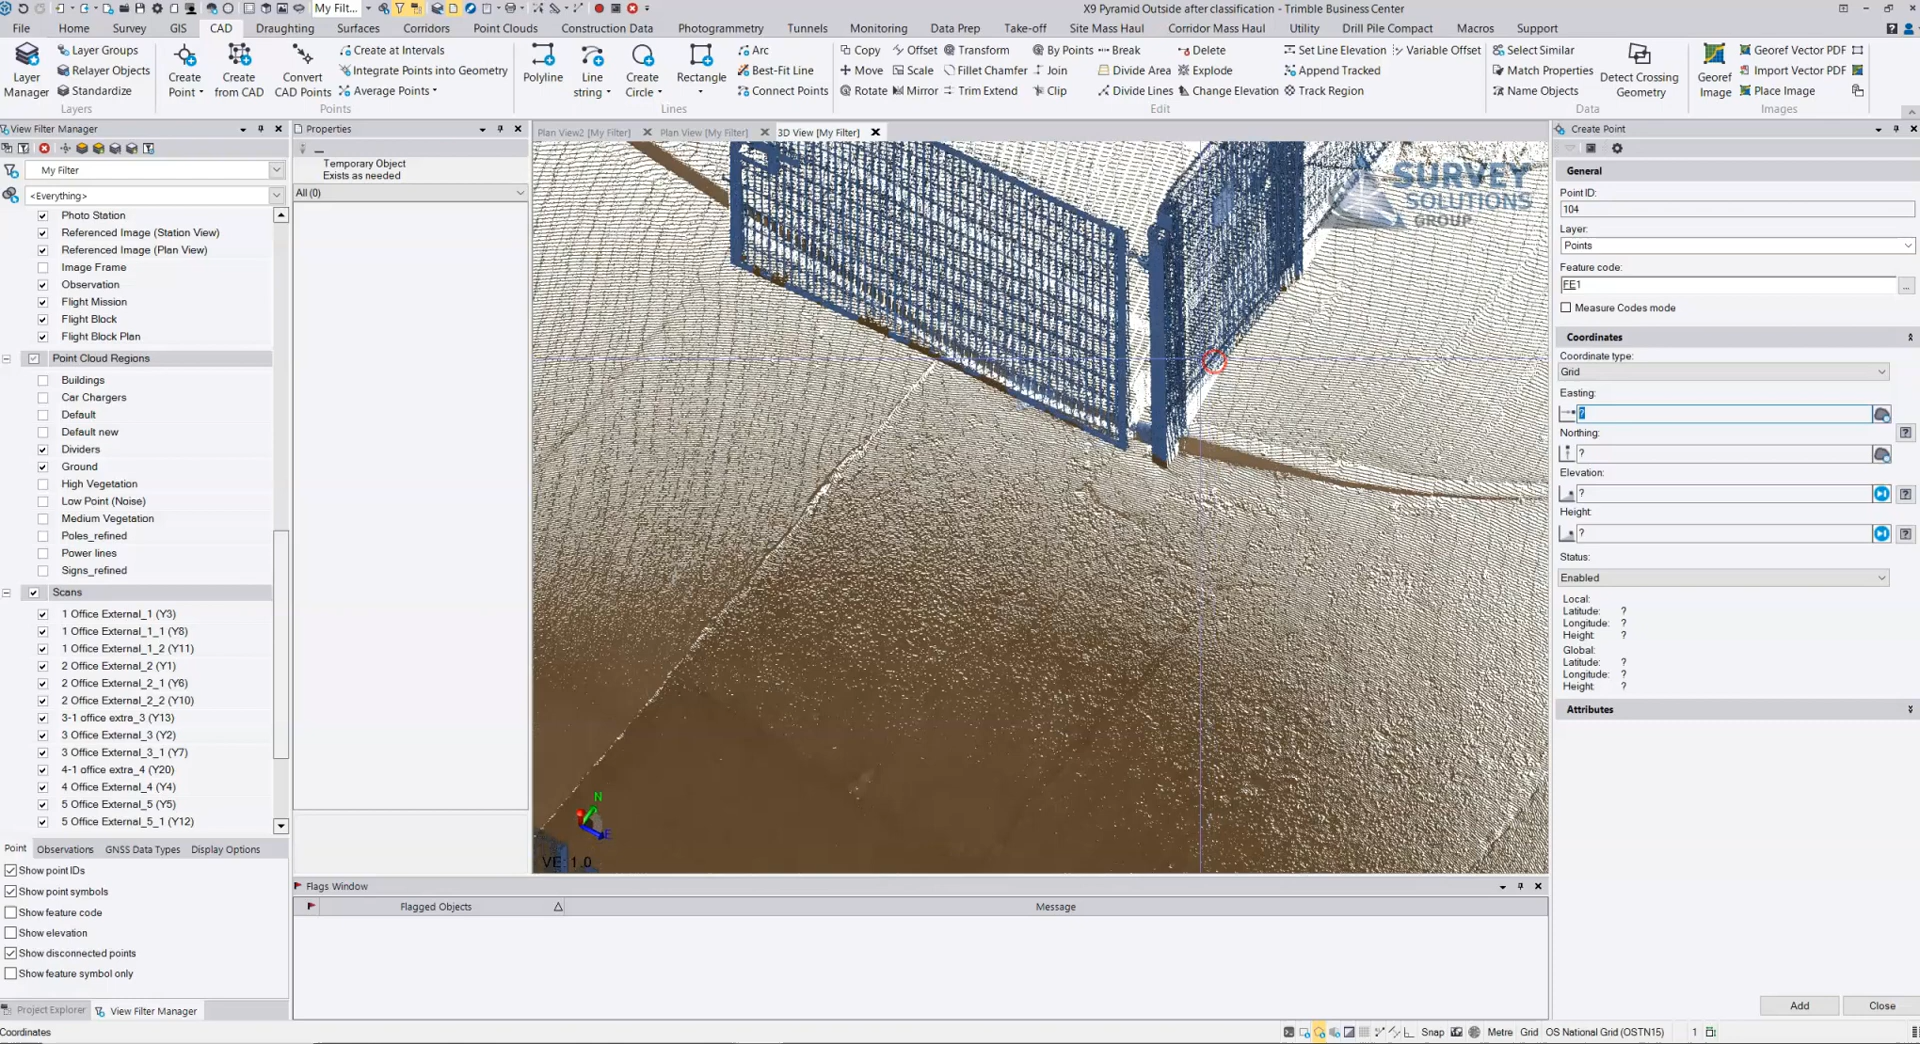 My Filt...
X9 Pyramid Outside after classification - Trimble Business Center
File Home Survey GIS CAD Draughting Surfaces Corridors Point Clouds Construction Data Photogrammetry Tunnels Monitoring Data Prep Take-off Site Mass Haul Corridor Mass Haul Utility Drill Pile Compact Macros Support
Layer Manager
Layer Groups
Relayer Objects
Standardize
Layers
Create Point
Create from CAD
Convert CAD Points
Create at Intervals
Integrate Points into Geometry
Average Points
Points
Polyline
Line string
Create Circle
Rectangle
Arc
Best-Fit Line
Connect Points
Lines
Copy Offset Transform By Points Break Delete Set Line Elevation Variable Offset
Move Scale Fillet Chamfer Join Divide Area Explode Append Tracked
Rotate Mirror Trim Extend Clip Divide Lines Change Elevation Track Region
Edit
Select Similar
Match Properties
Name Objects
Detect Crossing Geometry
Data
Georef Image
Georef Vector PDF
Import Vector PDF
Place Image
Images
View Filter Manager
My Filter
<Everything>
Photo Station
Referenced Image (Station View)
Referenced Image (Plan View)
Image Frame
Observation
Flight Mission
Flight Block
Flight Block Plan
Point Cloud Regions
Buildings
Car Chargers
Default
Default new
Dividers
Ground
High Vegetation
Low Point (Noise)
Medium Vegetation
Poles_refined
Power lines
Signs_refined
Scans
1 Office External_1 (Y3)
1 Office External_1_1 (Y8)
1 Office External_1_2 (Y11)
2 Office External_2 (Y1)
2 Office External_2_1 (Y6)
2 Office External_2_2 (Y10)
3-1 office extra_3 (Y13)
3 Office External_3 (Y2)
3 Office External_3_1 (Y7)
4-1 office extra_4 (Y20)
4 Office External_4 (Y4)
5 Office External_5 (Y5)
5 Office External_5_1 (Y12)
Point Observations GNSS Data Types Display Options
Show point IDs
Show point symbols
Show feature code
Show elevation
Show disconnected points
Show feature symbol only
Project Explorer View Filter Manager
Coordinates
Properties
Temporary Object
Exists as needed
All (0)
Plan View2 [My Filter]
Plan View [My Filter]
3D View [My Filter]
SURVEY
SOLUTIONS
GROUP
N
E
VE: 1.0
Flags Window
Flagged Objects
Message
Create Point
General
Point ID:
104
Layer:
Points
Feature code:
FE1
...
Measure Codes mode
Coordinates
Coordinate type:
Grid
Easting:
?
Northing:
?
Elevation:
?
Height:
?
Status:
Enabled
Local:
Latitude: ?
Longitude: ?
Height: ?
Global:
Latitude: ?
Longitude: ?
Height: ?
Attributes
Add
Close
Snap
Metre
Grid
OS National Grid (OSTN15)
1